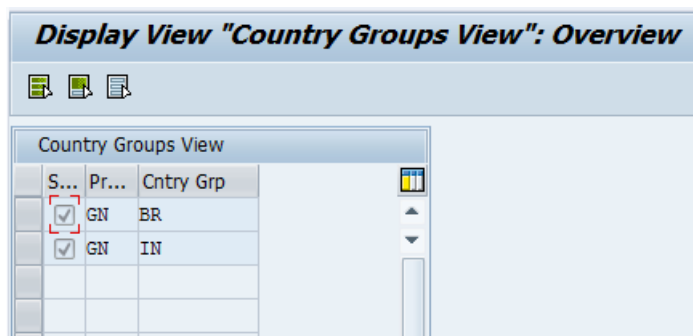 Display View "Country Groups View": Overview
Country Groups View
S... Pr... Cntry Grp
GN BR
GN IN